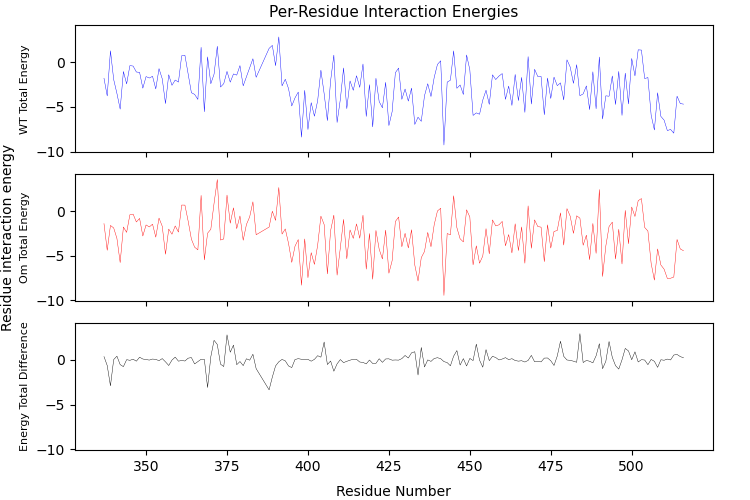 Per-Residue Interaction Energies
Residue interaction energy
WT Total Energy
0
−5
−10
Om Total Energy
0
−5
−10
Energy Total Difference
0
−5
−10
350 375 400 425 450 475 500
Residue Number